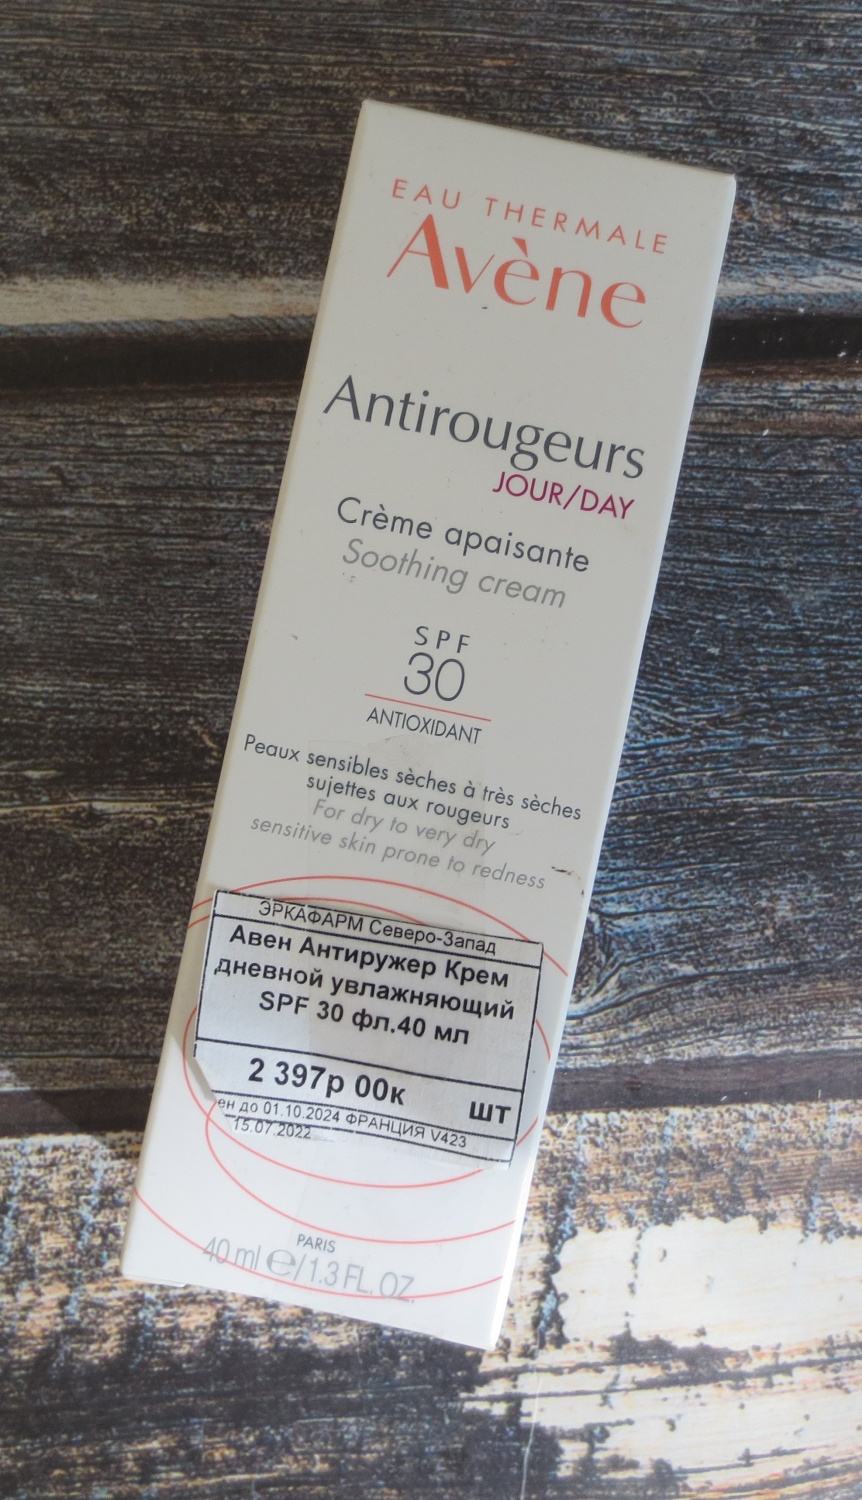 EAU THERMALE
Avène
Antirougeurs
JOUR/DAY
Crème apaisante
Soothing cream
SPF
30
ANTIOXIDANT
Peaux sensibles sèches à très sèches
sujettes aux rougeurs
For dry to very dry
sensitive skin prone to redness
ЭРКАФАРМ Северо-Запад
Авен Антиружер Крем
дневной увлажняющий
SPF 30 фл.40 мл
2 397р 00к
шт
ен до 01.10.2024 ФРАНЦИЯ V423
15.07.2022
PARIS
40 ml ℮/1.3 FL. OZ.